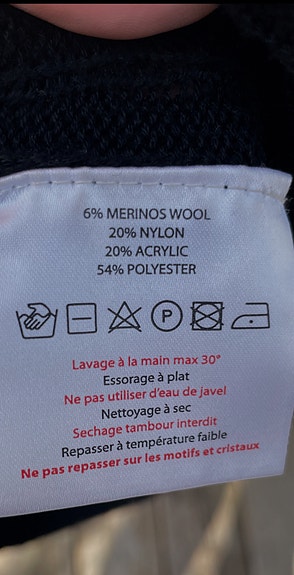 6% MERINOS WOOL
20% NYLON
20% ACRYLIC
54% POLYESTER
P
Lavage à la main max 30°
Essorage à plat
Ne pas utiliser d'eau de javel
Nettoyage à sec
Sechage tambour interdit
Repasser à température faible
Ne pas repasser sur les motifs et cristaux